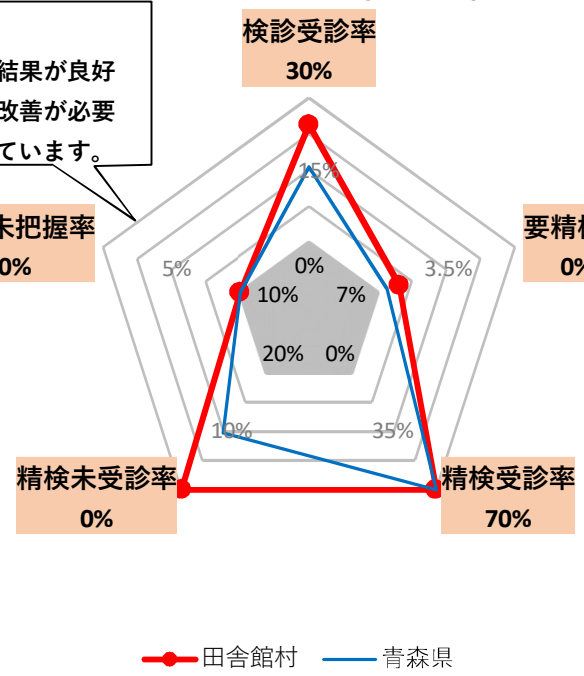 検診受診率
30%
結果が良好
改善が必要
ています。
15%
未把握率
0%
要精検
0%
5%
3.5%
0%
10%
7%
20%
0%
10%
35%
精検未受診率
0%
精検受診率
70%
田舎館村
青森県